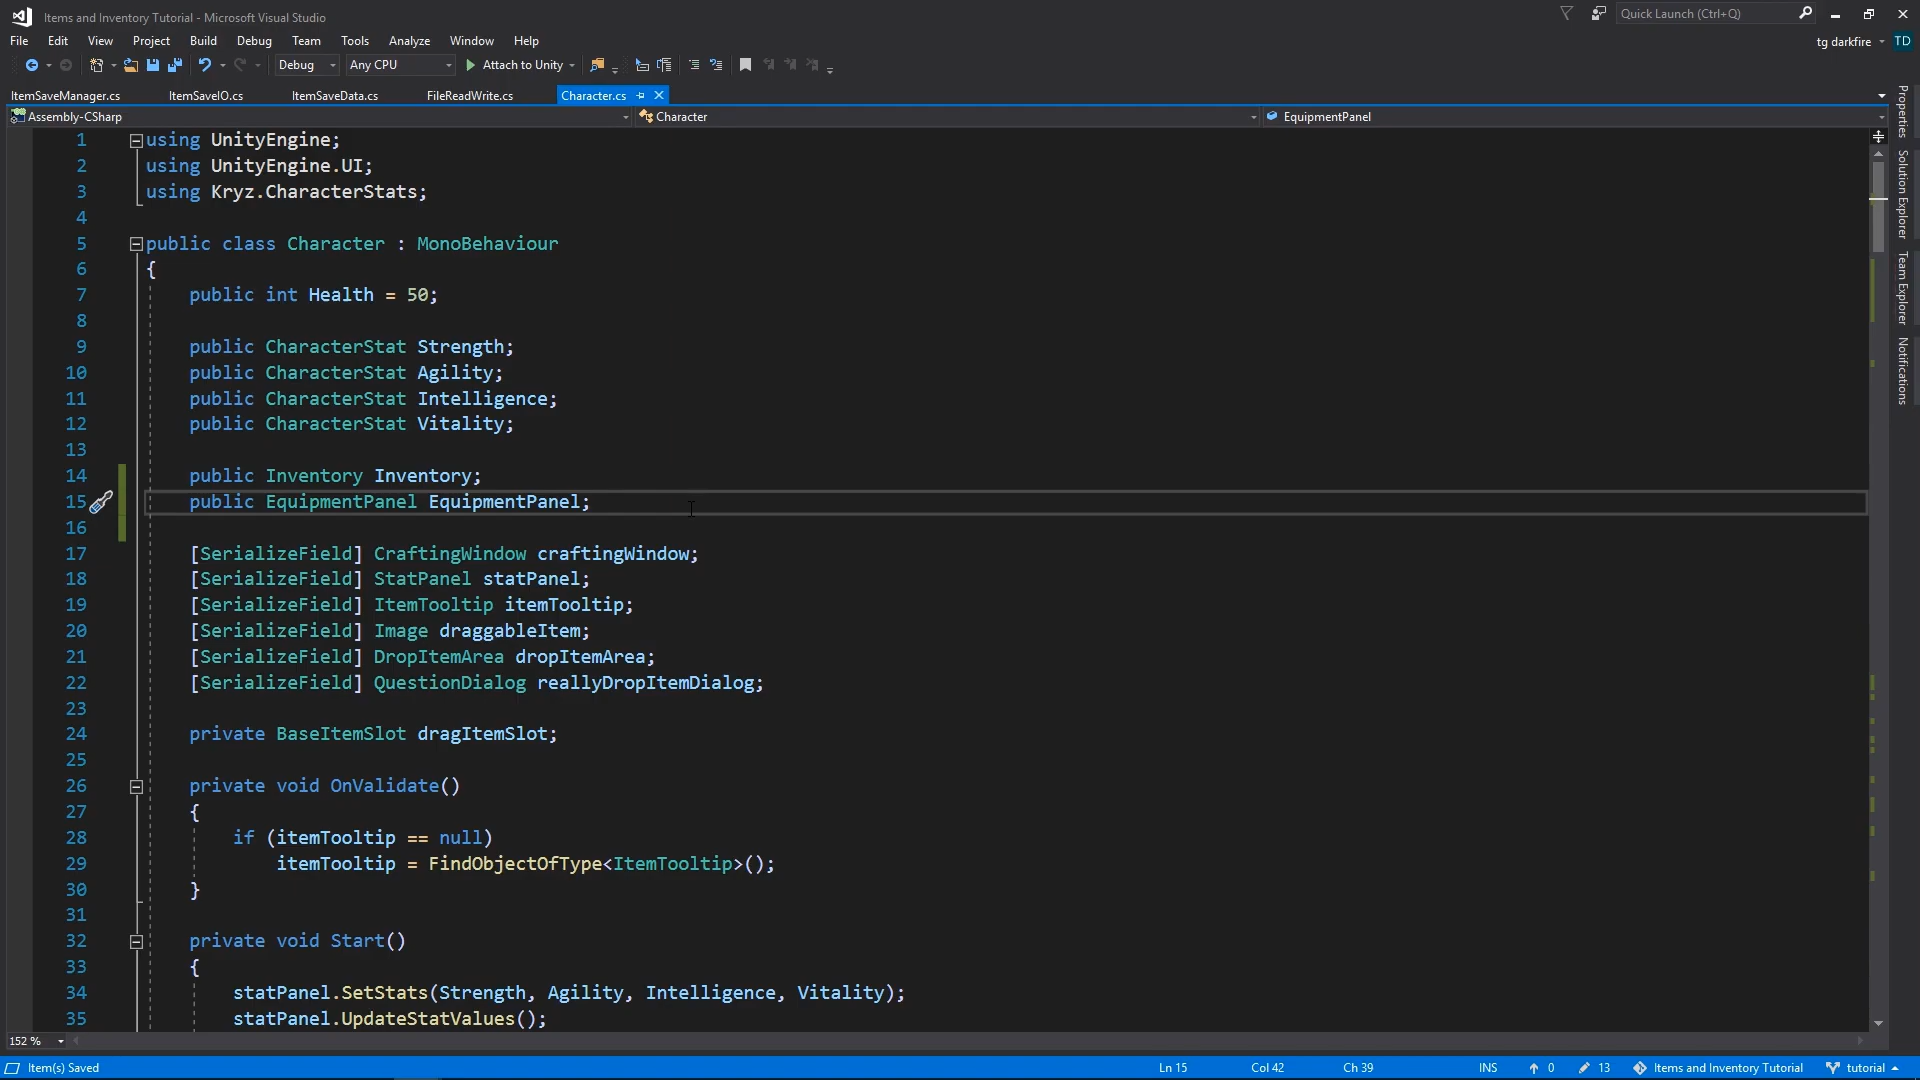 Items and Inventory Tutorial - Microsoft Visual Studio
Quick Launch (Ctrl+Q)
File Edit View Project Build Debug Team Tools Analyze Window Help
tg darkfire TD
Debug Any CPU Attach to Unity
ItemSaveManager.cs ItemSaveIO.cs ItemSaveData.cs FileReadWrite.cs Character.cs
Assembly-CSharp Character EquipmentPanel
1 using UnityEngine;
2 using UnityEngine.UI;
3 using Kryz.CharacterStats;
4
5 public class Character : MonoBehaviour
6 {
7 public int Health = 50;
8
9 public CharacterStat Strength;
10 public CharacterStat Agility;
11 public CharacterStat Intelligence;
12 public CharacterStat Vitality;
13
14 public Inventory Inventory;
15 public EquipmentPanel EquipmentPanel;
16
17 [SerializeField] CraftingWindow craftingWindow;
18 [SerializeField] StatPanel statPanel;
19 [SerializeField] ItemTooltip itemTooltip;
20 [SerializeField] Image draggableItem;
21 [SerializeField] DropItemArea dropItemArea;
22 [SerializeField] QuestionDialog reallyDropItemDialog;
23
24 private BaseItemSlot dragItemSlot;
25
26 private void OnValidate()
27 {
28 if (itemTooltip == null)
29 itemTooltip = FindObjectOfType<ItemTooltip>();
30 }
31
32 private void Start()
33 {
34 statPanel.SetStats(Strength, Agility, Intelligence, Vitality);
35 statPanel.UpdateStatValues();
Properties
Solution Explorer
Team Explorer
Notifications
152 %
Item(s) Saved Ln 15 Col 42 Ch 39 INS 0 13 Items and Inventory Tutorial tutorial